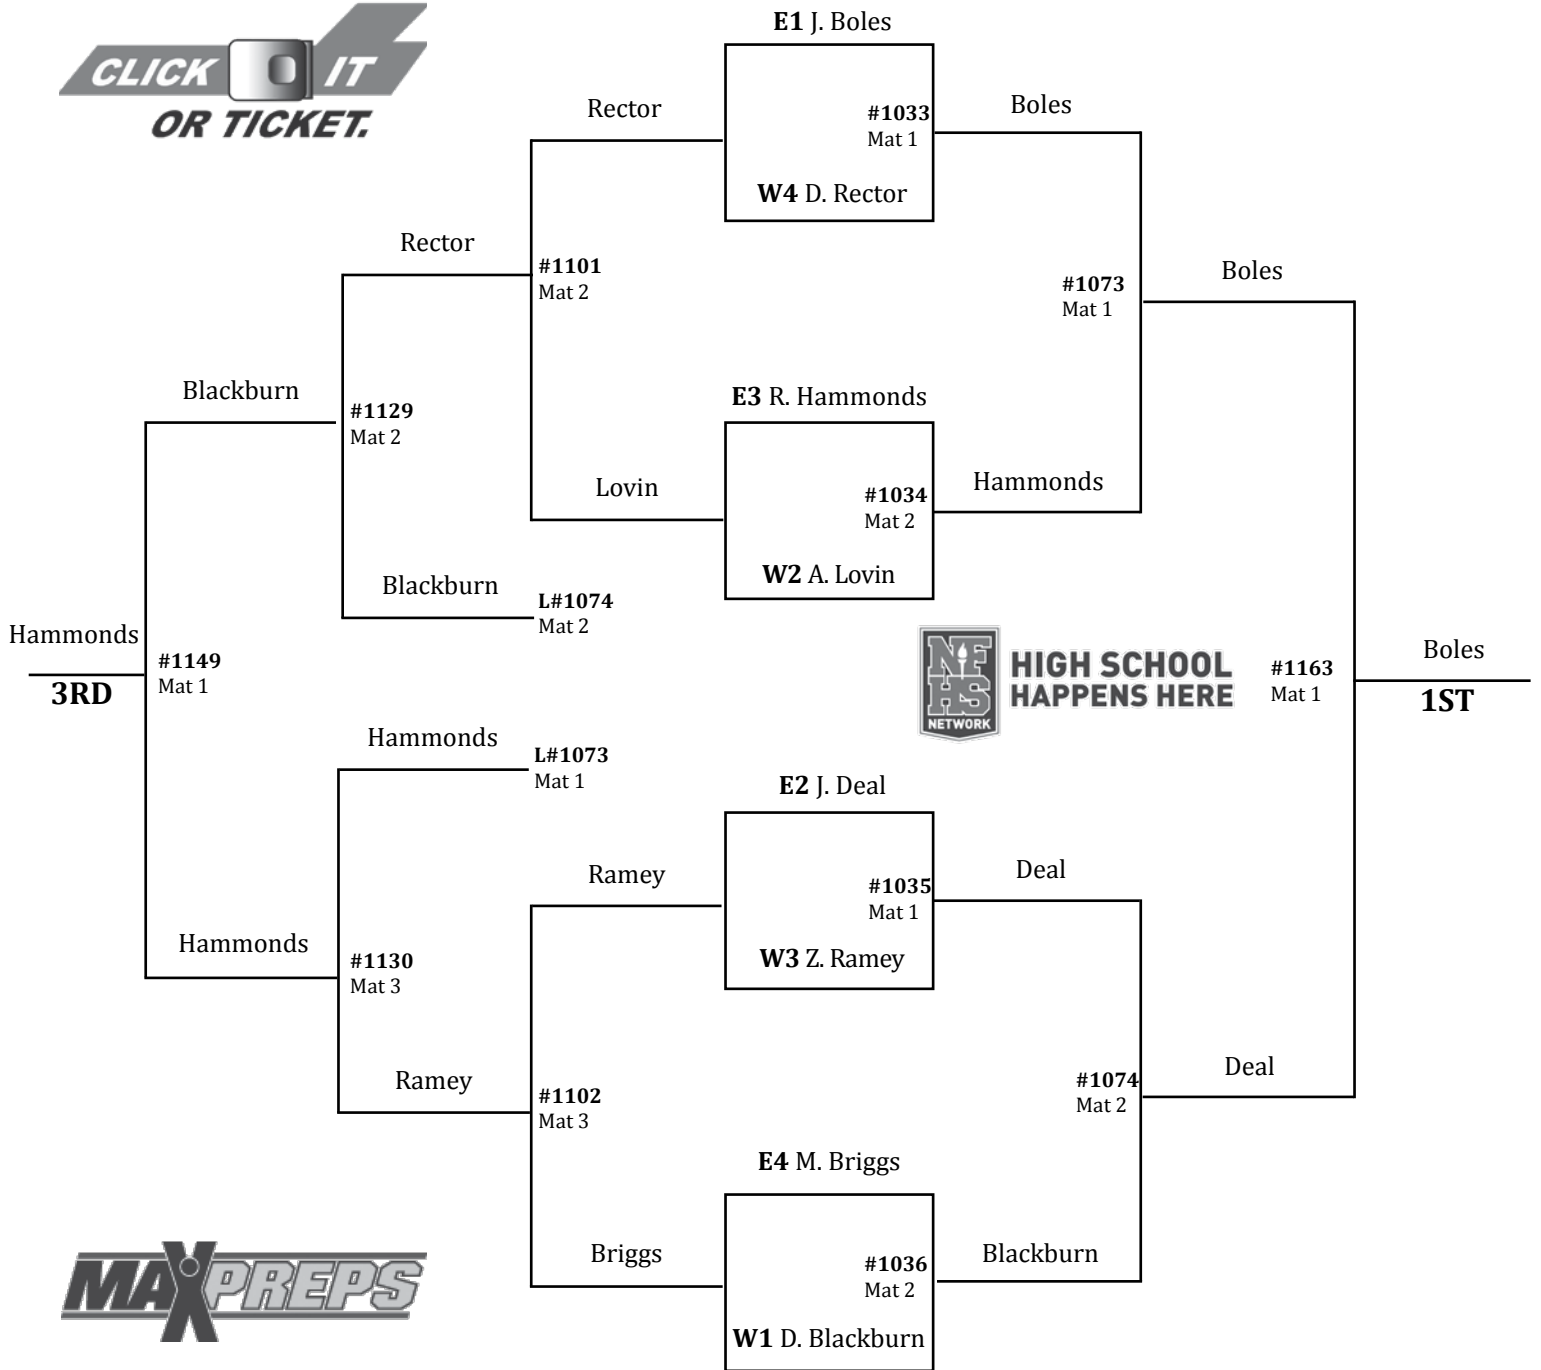 CLICK IT
OR TICKET.
E1 J. Boles
Rector
#1033
Mat 1
Boles
W4 D. Rector
Rector
#1101
Mat 2
#1073
Mat 1
Boles
Blackburn
#1129
Mat 2
E3 R. Hammonds
Lovin
#1034
Mat 2
Hammonds
W2 A. Lovin
Blackburn
L#1074
Mat 2
Hammonds
3RD
#1149
Mat 1
NFHS
NETWORK
HIGH SCHOOL
HAPPENS HERE
#1163
Mat 1
Boles
1ST
Hammonds
L#1073
Mat 1
E2 J. Deal
Ramey
#1035
Mat 1
Deal
W3 Z. Ramey
Hammonds
#1130
Mat 3
Ramey
#1102
Mat 3
#1074
Mat 2
Deal
E4 M. Briggs
Briggs
#1036
Mat 2
Blackburn
W1 D. Blackburn
MAXPREPS